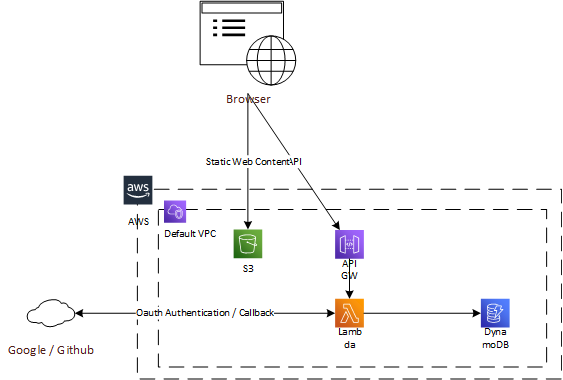 Browser
Static Web Content
API
aws
AWS
Default VPC
S3
API
GW
Oauth Authentication / Callback
Lamb
da
Dyna
moDB
Google / Github